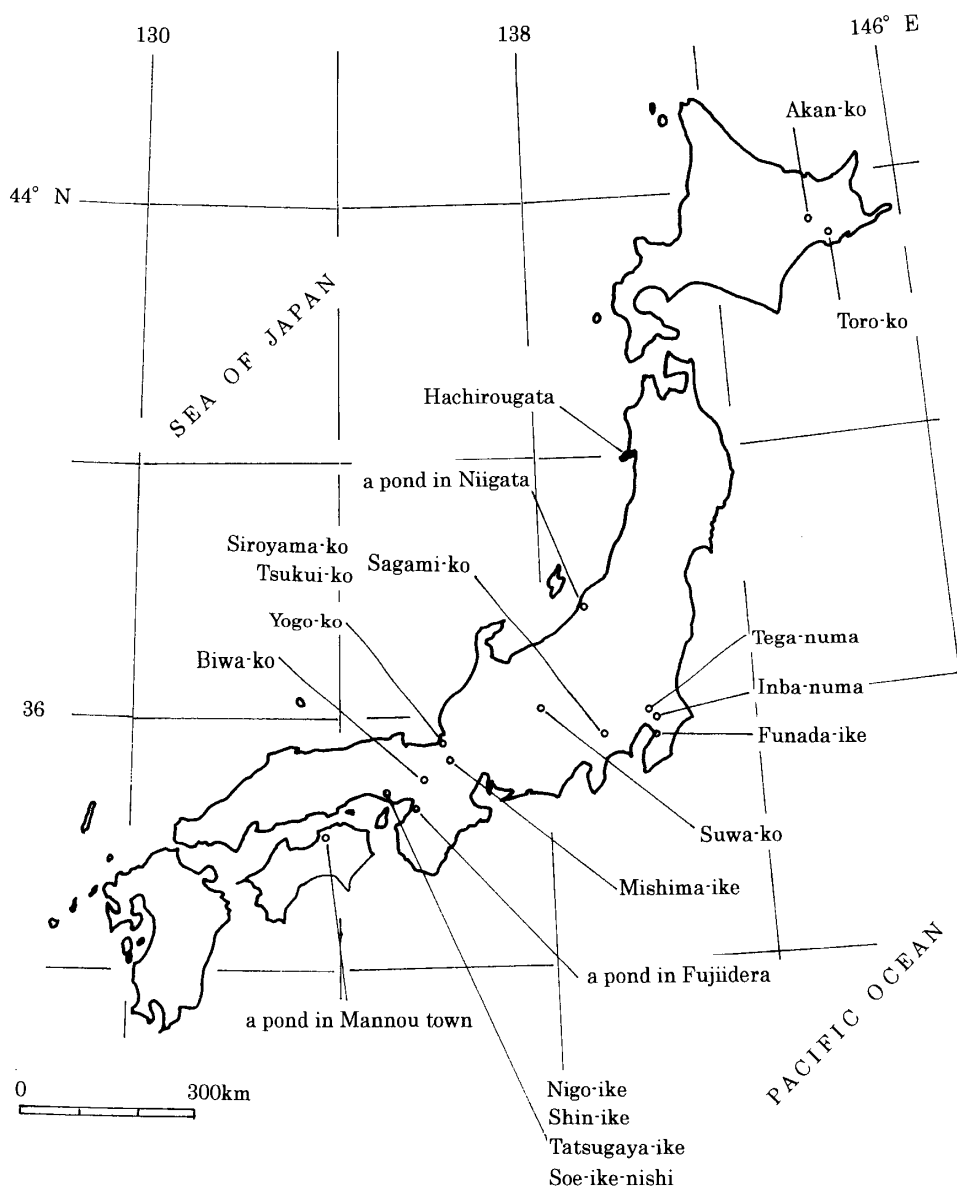 130
138
146° E
Akan-ko
44° N
Toro-ko
SEA OF JAPAN
Hachirougata
a pond in Niigata
Siroyama-ko
Tsukui-ko
Sagami-ko
Yogo-ko
Tega-numa
Biwa-ko
Inba-numa
36
Funada-ike
Suwa-ko
Mishima-ike
a pond in Fujiidera
a pond in Mannou town
PACIFIC OCEAN
0
300km
Nigo-ike
Shin-ike
Tatsugaya-ike
Soe-ike-nishi